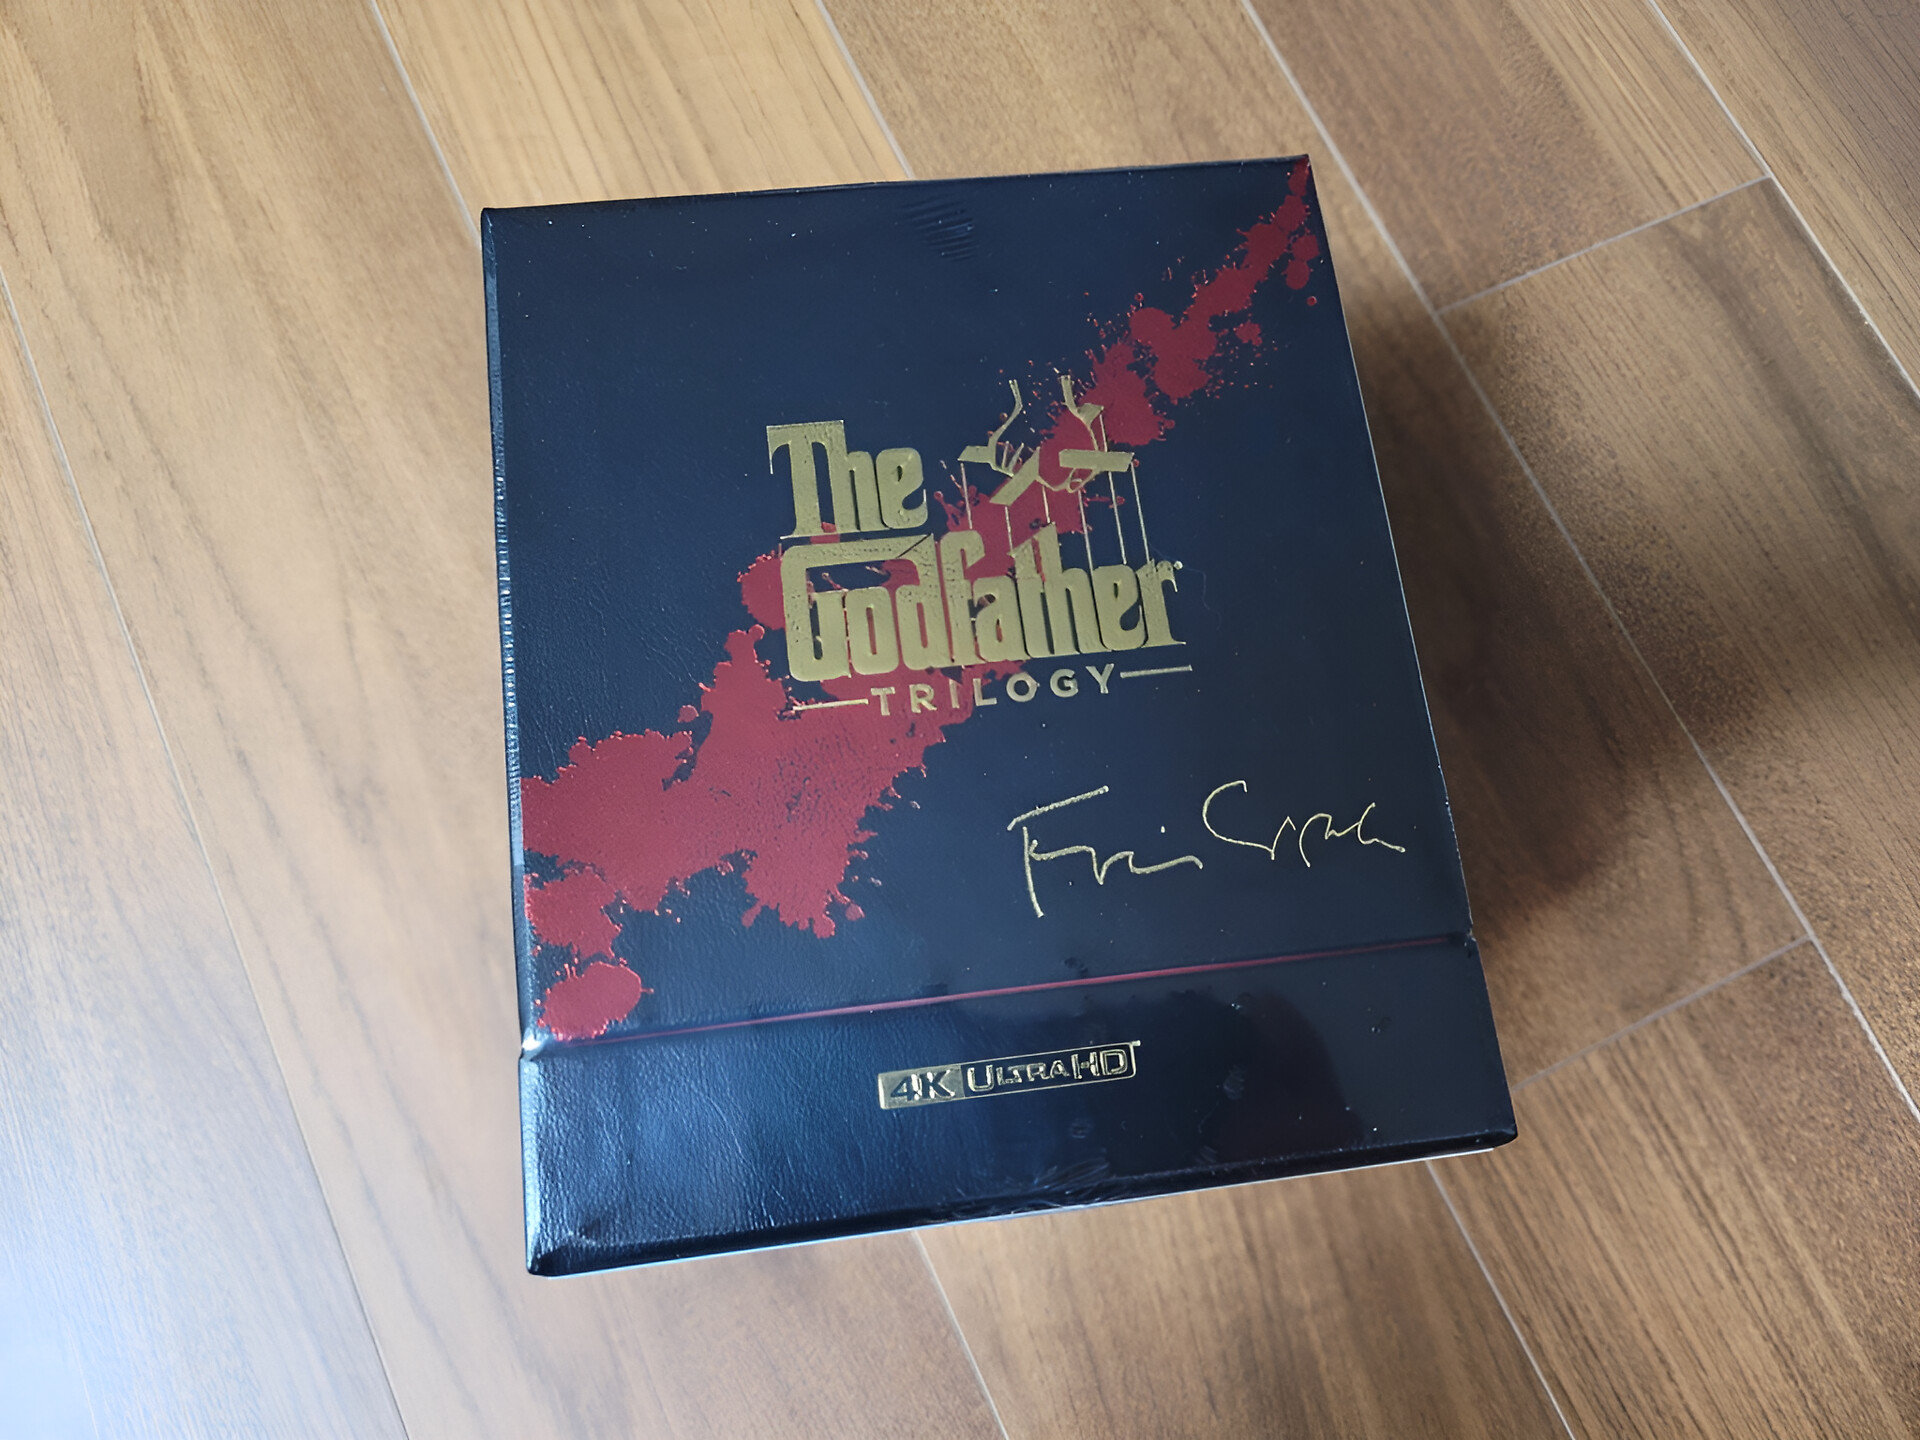 The
Godfather
TRILOGY
4K ULTRA HD